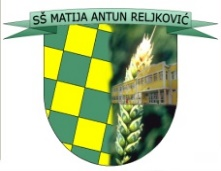 SŠ MATIJA ANTUN RELJKOVIĆ